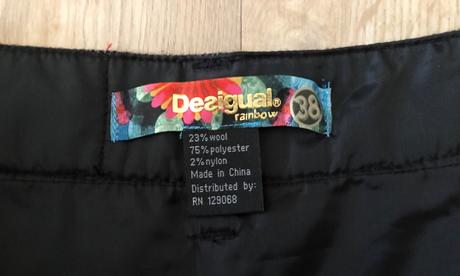 Desigual®
rainbow
38
23% wool
75% polyester
2% nylon
Made in China
Distributed by:
RN 129068